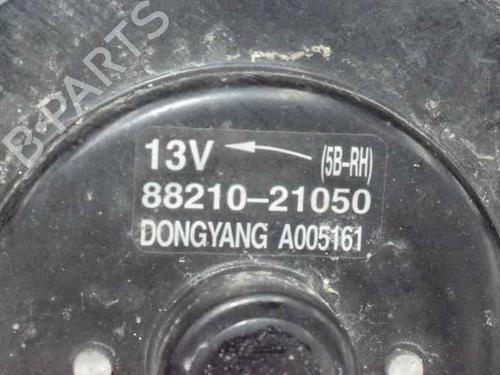 B-PARTS
13V (5B-RH)
88210-21050
DONGYANG A005161